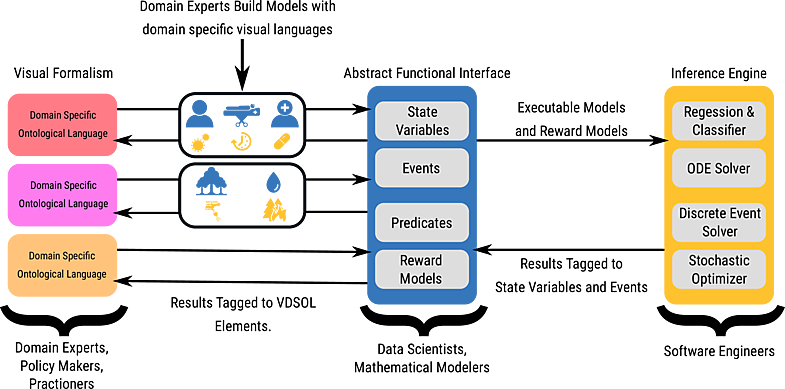 Domain Experts Build Models with
domain specific visual languages
Visual Formalism
Abstract Functional Interface
Inference Engine
Domain Specific
Ontological Language
Domain Specific
Ontological Language
Domain Specific
Ontological Language
State
Variables
Events
Predicates
Reward
Models
Executable Models
and Reward Models
Results Tagged to
State Variables and Events
Regression &
Classifier
ODE Solver
Discrete Event
Solver
Stochastic
Optimizer
Results Tagged to VDSOL
Elements.
Domain Experts,
Policy Makers,
Practioners
Data Scientists,
Mathematical Modelers
Software Engineers